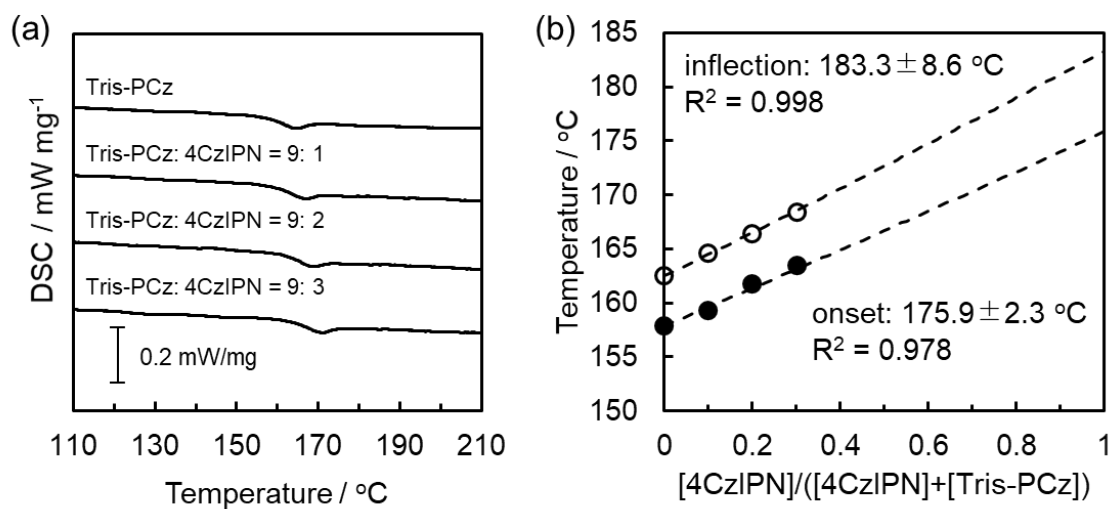 (a)
Tris-PCz
Tris-PCz: 4CzIPN = 9: 1
Tris-PCz: 4CzIPN = 9: 2
Tris-PCz: 4CzIPN = 9: 3
0.2 mW/mg
DSC / mW mg-1
110 130 150 170 190 210
Temperature / oC
(b)
185
180
175
170
165
160
155
150
Temperature / oC
inflection: 183.3±8.6 oC
R2 = 0.998
onset: 175.9±2.3 oC
R2 = 0.978
0 0.2 0.4 0.6 0.8 1
[4CzIPN]/([4CzIPN]+[Tris-PCz])